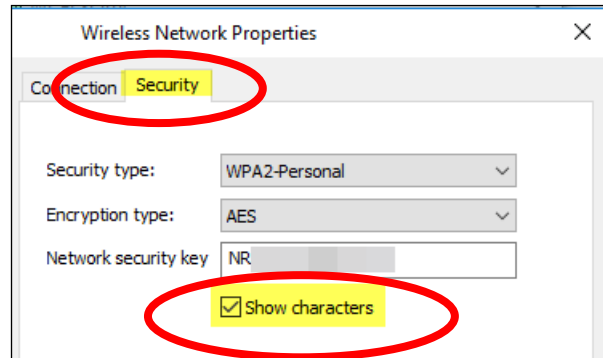 Wireless Network Properties
Connection Security
Security type: WPA2-Personal
Encryption type: AES
Network security key NR
Show characters